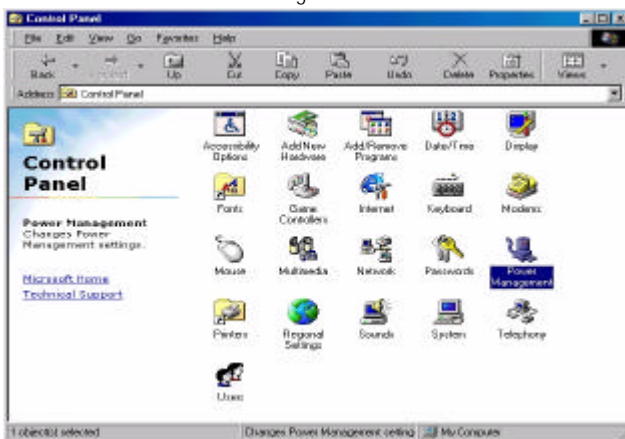 Control Panel
File Edit View Go Favorites Help
Back Up Cut Copy Paste Undo Delete Properties Views
Address Control Panel
Control
Panel
Power Management
Changes Power
Management settings.
Microsoft Home
Technical Support
Accessibility Options
Add New Hardware
Add/Remove Programs
Date/Time
Display
Fonts
Game Controllers
Internet
Keyboard
Modems
Mouse
Multimedia
Network
Passwords
Power Management
Printers
Regional Settings
Sounds
System
Telephony
Users
1 object(s) selected Changes Power Management setting My Computer